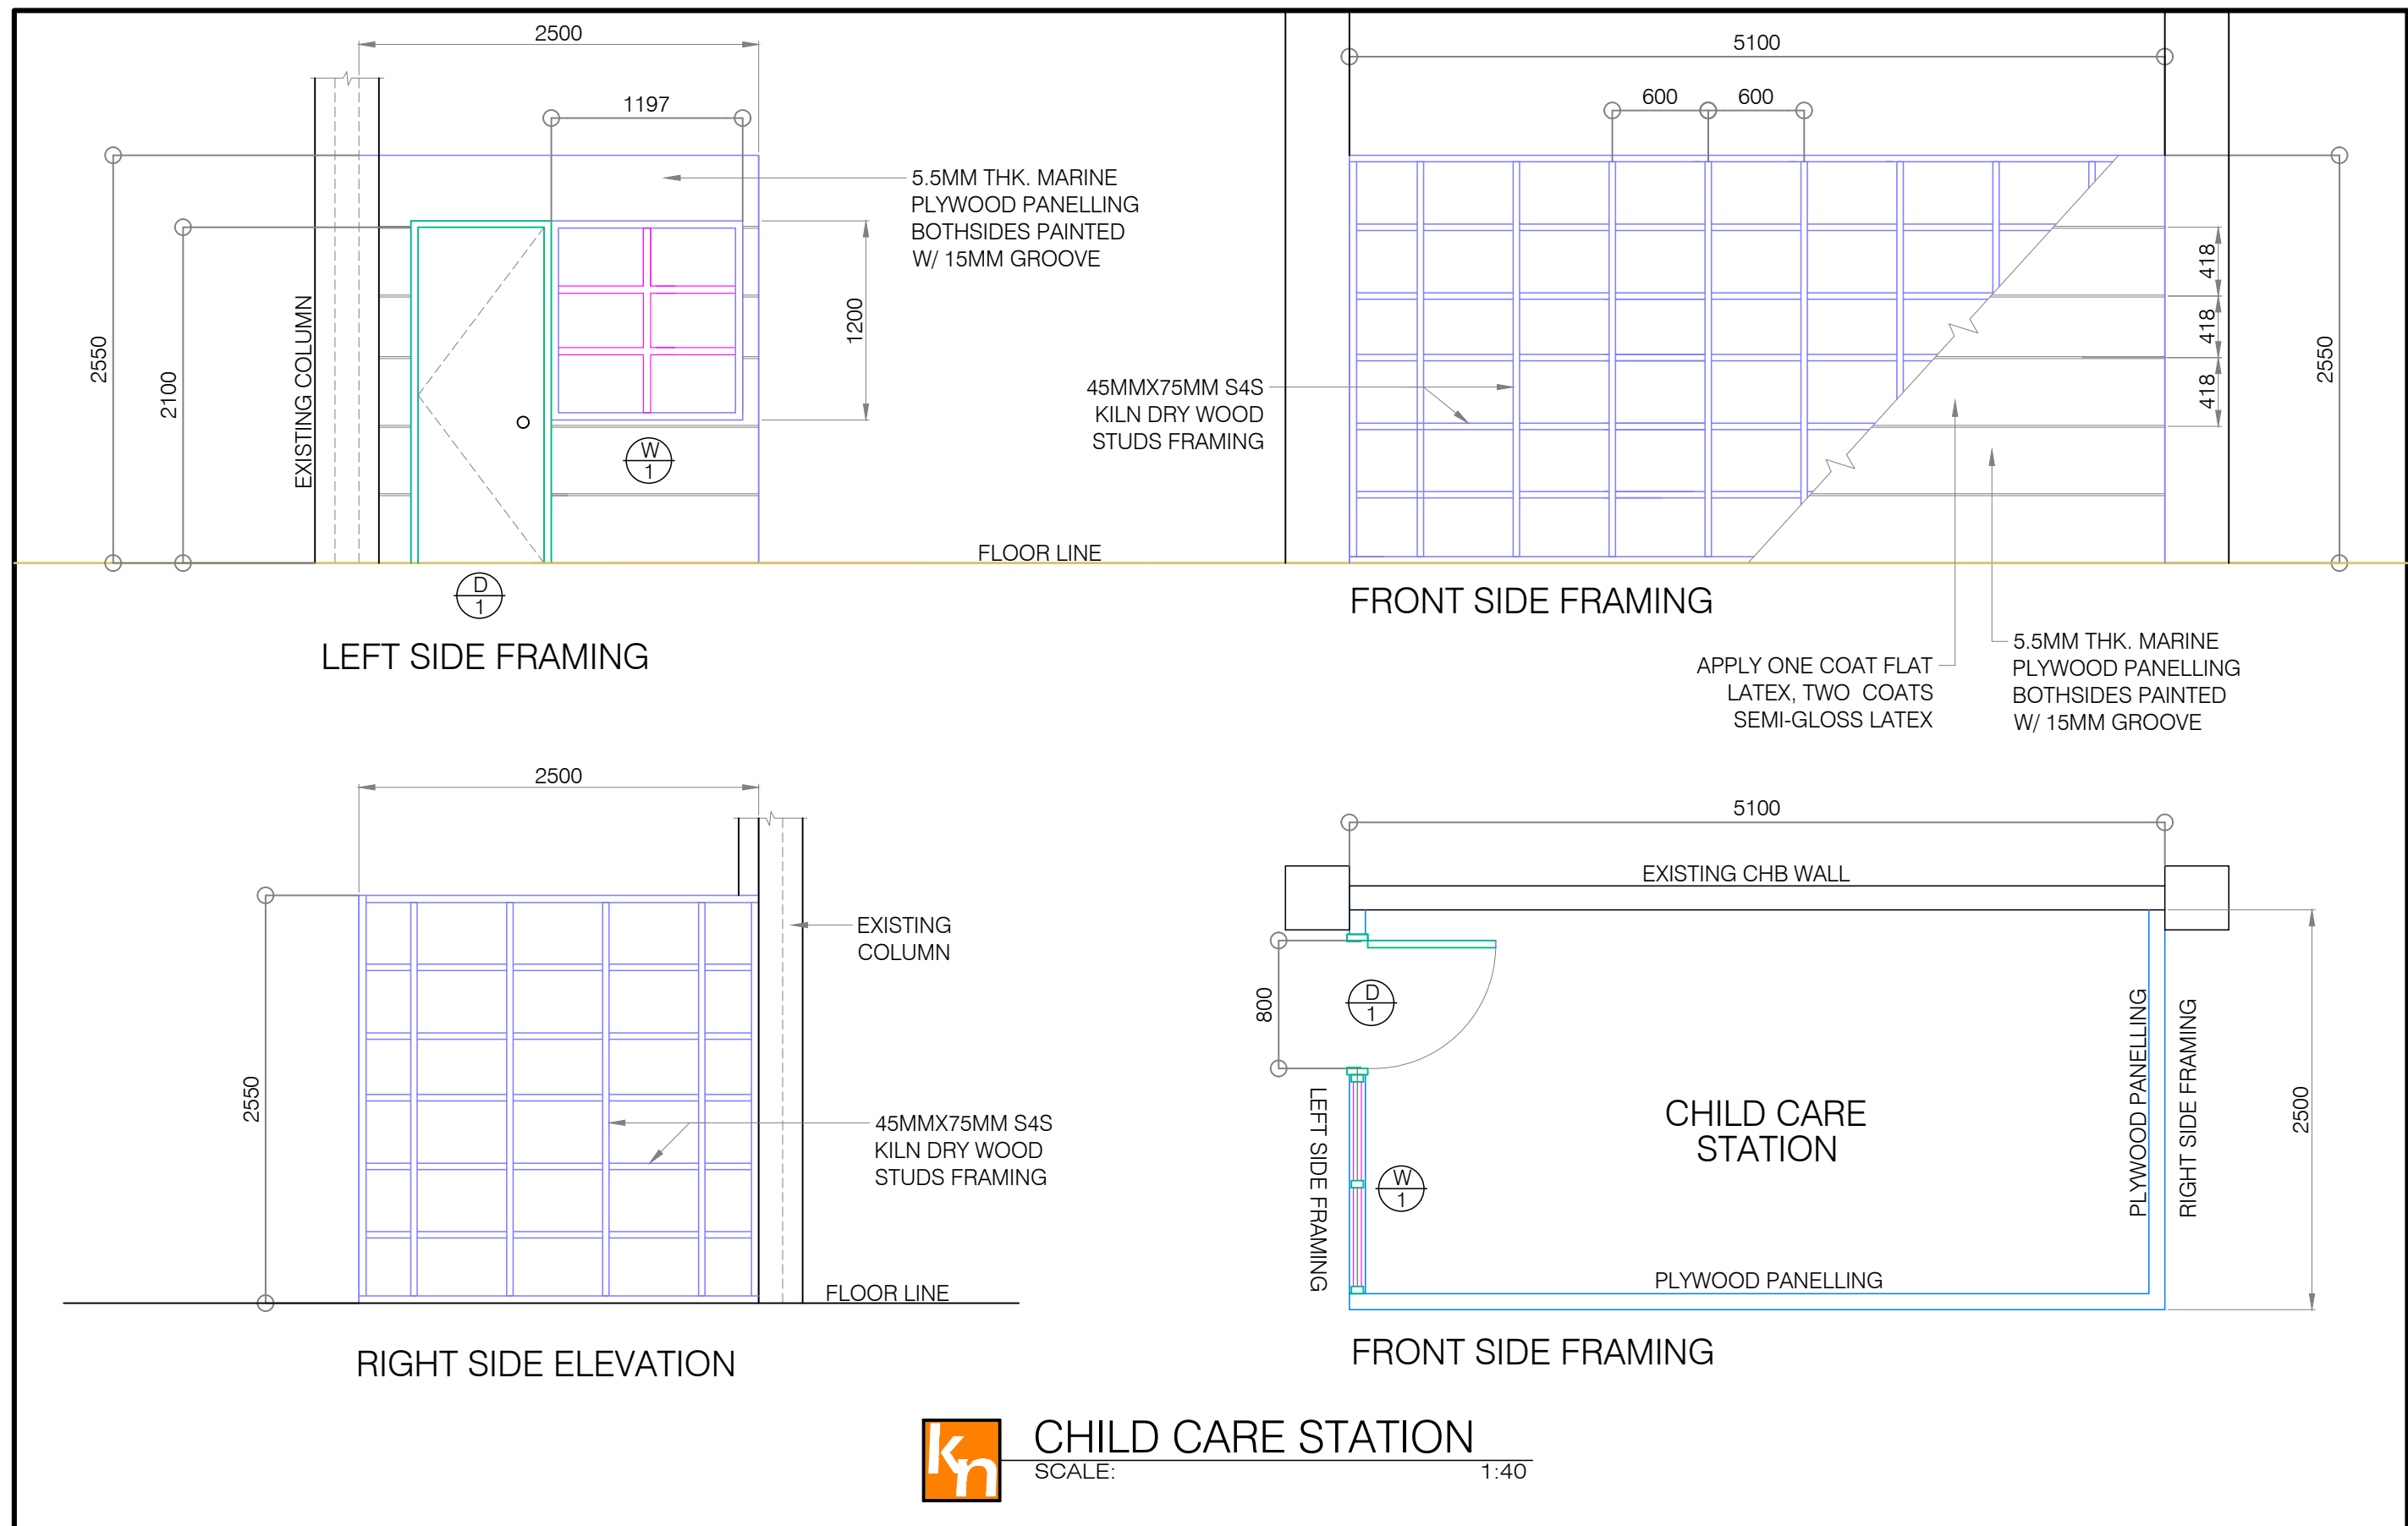 2500
1197
5.5MM THK. MARINE
PLYWOOD PANELLING
BOTHSIDES PAINTED
W/ 15MM GROOVE
2550
2100
EXISTING COLUMN
1200
W
1
D
1
FLOOR LINE
LEFT SIDE FRAMING
5100
600
600
45MMX75MM S4S
KILN DRY WOOD
STUDS FRAMING
418
418
418
2550
FRONT SIDE FRAMING
APPLY ONE COAT FLAT
LATEX, TWO COATS
SEMI-GLOSS LATEX
5.5MM THK. MARINE
PLYWOOD PANELLING
BOTHSIDES PAINTED
W/ 15MM GROOVE
2500
EXISTING
COLUMN
2550
45MMX75MM S4S
KILN DRY WOOD
STUDS FRAMING
FLOOR LINE
RIGHT SIDE ELEVATION
5100
EXISTING CHB WALL
800
D
1
LEFT SIDE FRAMING
W
1
CHILD CARE
STATION
PLYWOOD PANELLING
RIGHT SIDE FRAMING
2500
PLYWOOD PANELLING
FRONT SIDE FRAMING
kn
CHILD CARE STATION
SCALE: 1:40